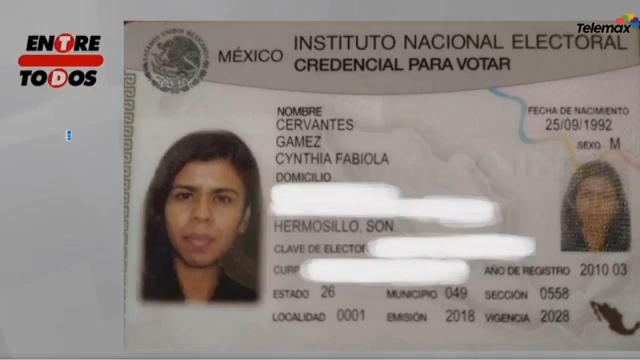 ENTRE
TODOS
Telemax
MÉXICO INSTITUTO NACIONAL ELECTORAL
CREDENCIAL PARA VOTAR
NOMBRE
CERVANTES
GAMEZ
CYNTHIA FABIOLA
FECHA DE NACIMIENTO
25/09/1992
SEXO M
DOMICILIO
HERMOSILLO, SON.
CLAVE DE ELECTOR
CURP
AÑO DE REGISTRO 2010 03
ESTADO 26 MUNICIPIO 049 SECCIÓN 0558
LOCALIDAD 0001 EMISIÓN 2018 VIGENCIA 2028